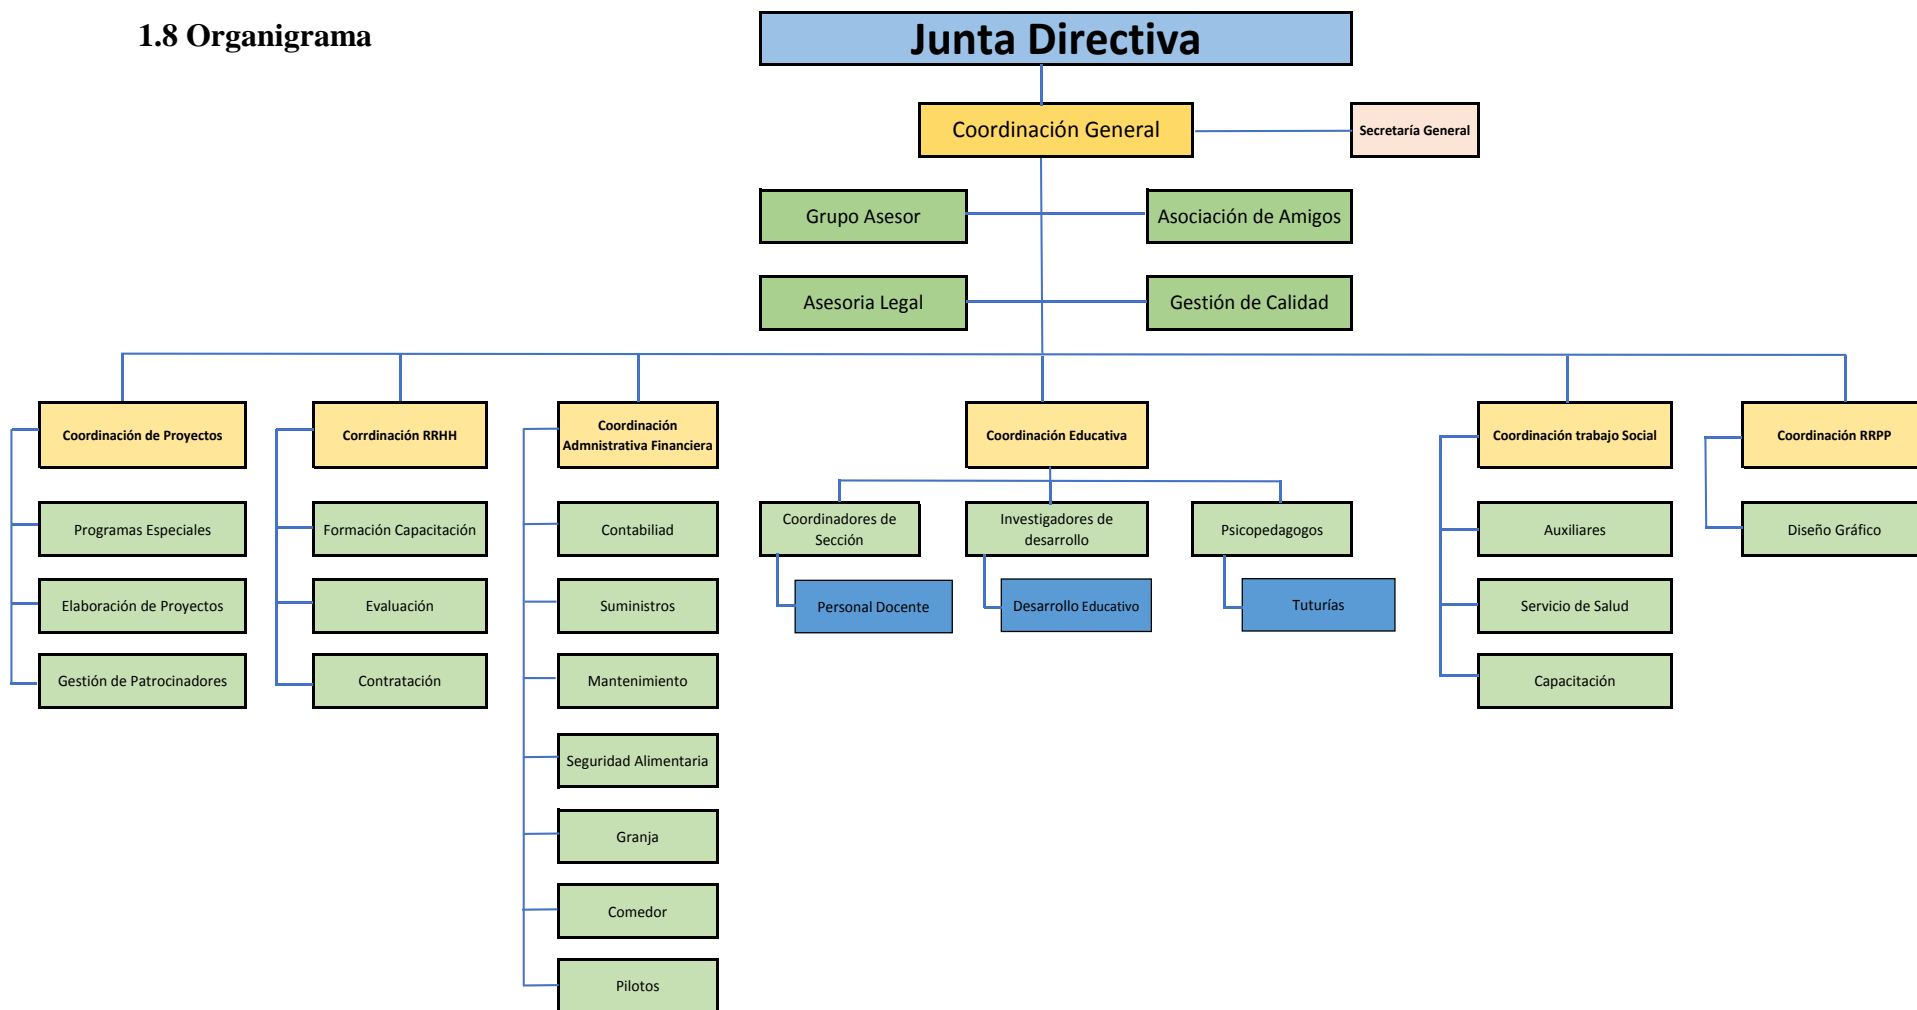 1.8 Organigrama
Junta Directiva
Coordinación General
Secretaría General
Grupo Asesor
Asociación de Amigos
Asesoria Legal
Gestión de Calidad
Coordinación de Proyectos
Programas Especiales
Elaboración de Proyectos
Gestión de Patrocinadores
Corrdinación RRHH
Formación Capacitación
Evaluación
Contratación
Coordinación
Admnistrativa Financiera
Contabiliad
Suministros
Mantenimiento
Seguridad Alimentaria
Granja
Comedor
Pilotos
Coordinación Educativa
Coordinadores de
Sección
Personal Docente
Investigadores de
desarrollo
Desarrollo Educativo
Psicopedagogos
Tuturías
Coordinación trabajo Social
Auxiliares
Servicio de Salud
Capacitación
Coordinación RRPP
Diseño Gráfico